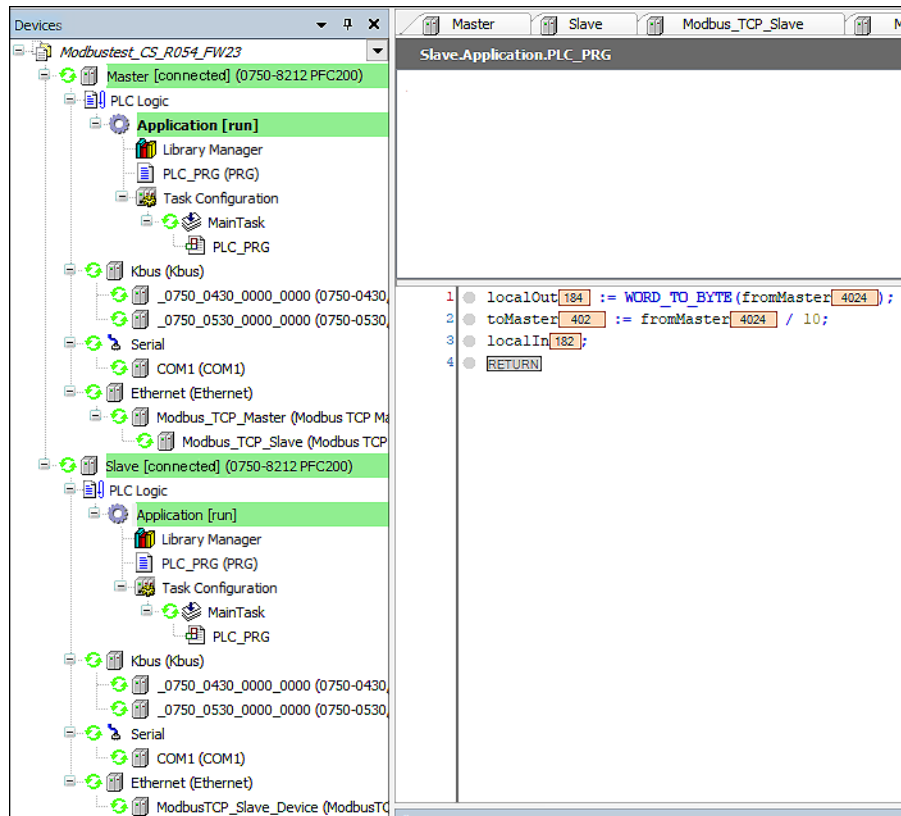 Devices
Modbustest_CS_R054_FW23
Master [connected] (0750-8212 PFC200)
PLC Logic
Application [run]
Library Manager
PLC_PRG (PRG)
Task Configuration
MainTask
PLC_PRG
Kbus (Kbus)
_0750_0430_0000_0000 (0750-0430,
_0750_0530_0000_0000 (0750-0530,
Serial
COM1 (COM1)
Ethernet (Ethernet)
Modbus_TCP_Master (Modbus TCP Ma
Modbus_TCP_Slave (Modbus TCP
Slave [connected] (0750-8212 PFC200)
PLC Logic
Application [run]
Library Manager
PLC_PRG (PRG)
Task Configuration
MainTask
PLC_PRG
Kbus (Kbus)
_0750_0430_0000_0000 (0750-0430,
_0750_0530_0000_0000 (0750-0530,
Serial
COM1 (COM1)
Ethernet (Ethernet)
ModbusTCP_Slave_Device (ModbusTC
Master Slave Modbus_TCP_Slave M
Slave.Application.PLC_PRG
1 localOut 184 := WORD_TO_BYTE(fromMaster 4024 );
2 toMaster 402 := fromMaster 4024 / 10;
3 localIn 182 ;
4 RETURN